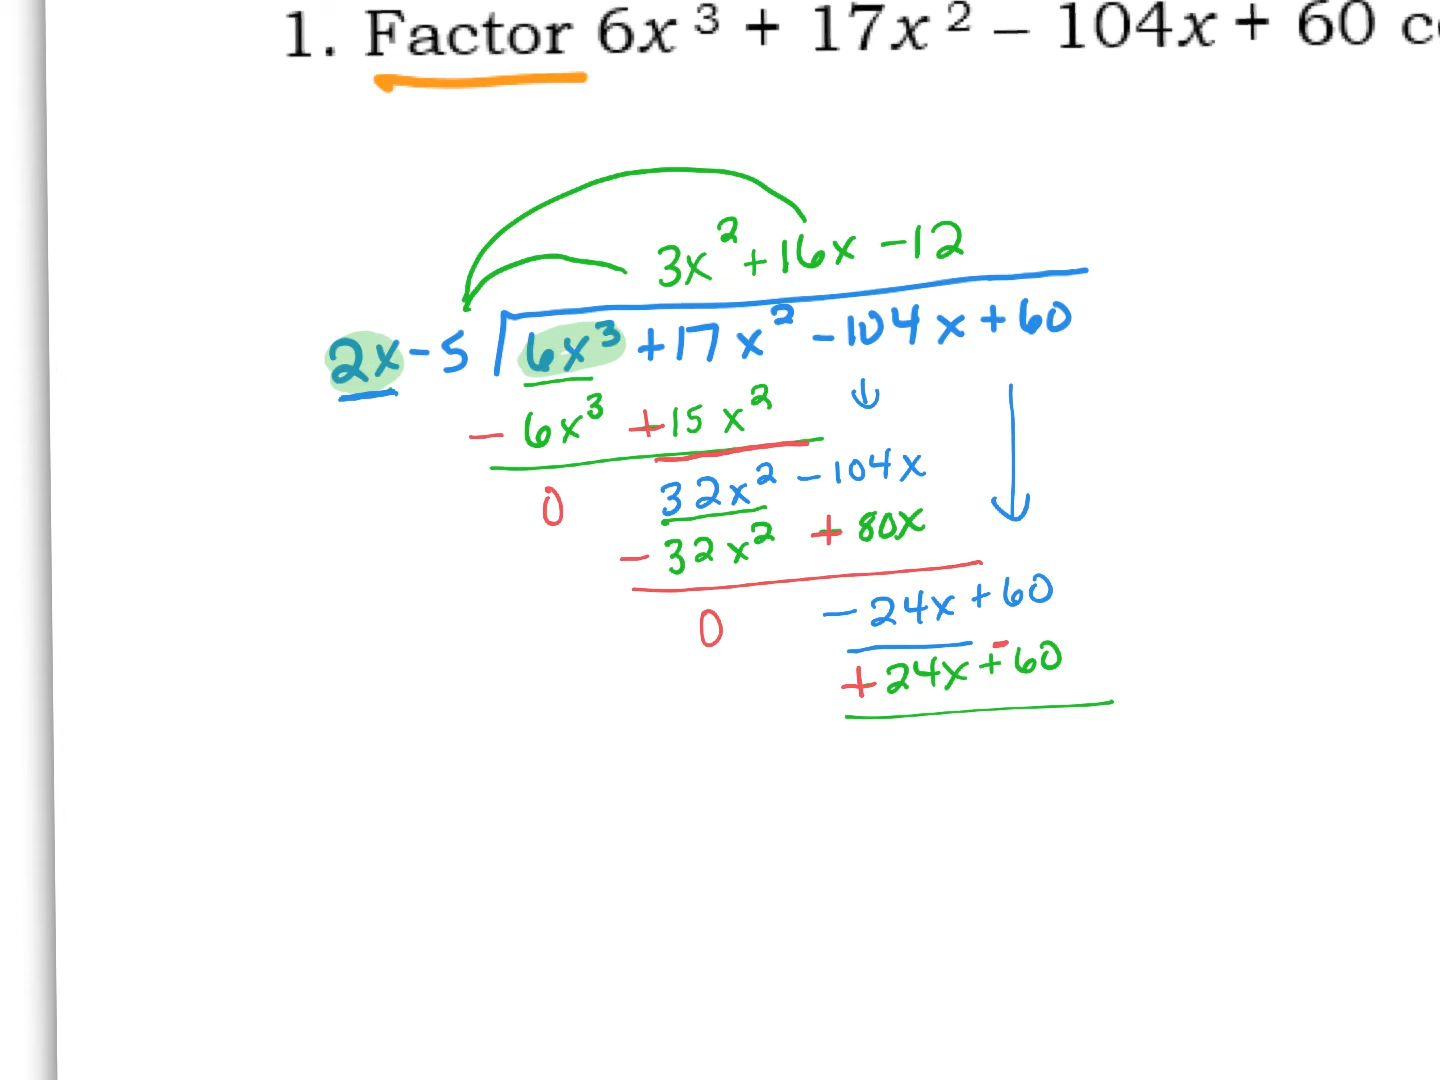 1. Factor 6x³ + 17x² – 104x + 60
3x² + 16x - 12
2x - 5 6x³ + 17x² - 104x + 60
- 6x³ + 15x²
0 32x² - 104x
- 32x² + 80x
0 - 24x + 60
+ 24x + - 60